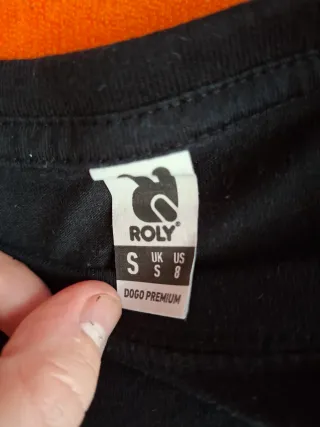 ROLY®
S UK US
S 8
DOGO PREMIUM